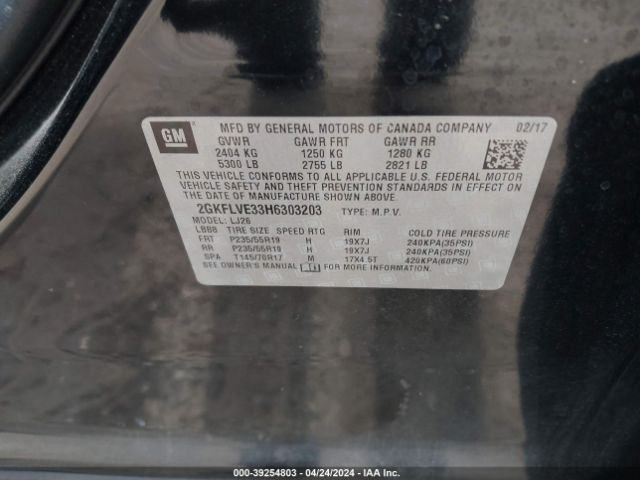 GM
MFD BY GENERAL MOTORS OF CANADA COMPANY 02/17
GVWR GAWR FRT GAWR RR
2404 KG 1250 KG 1280 KG
5300 LB 2755 LB 2821 LB
THIS VEHICLE CONFORMS TO ALL APPLICABLE U.S. FEDERAL MOTOR
VEHICLE SAFETY AND THEFT PREVENTION STANDARDS IN EFFECT ON
THE DATE OF MANUFACTURE SHOWN ABOVE.
2GKFLVE33H6303203 TYPE: M.P.V.
MODEL: LJ26
LBBB TIRE SIZE SPEED RTG RIM COLD TIRE PRESSURE
FRT P235/55R19 H 19X7J 240KPA(35PSI)
RR P235/55R19 H 19X7J 240KPA(35PSI)
SPA T145/70R17 M 17X4.5T 420KPA(60PSI)
SEE OWNER'S MANUAL FOR ADDITIONAL INFORMATION.
000-39254803 / 04/24/2024 / IAA Inc.